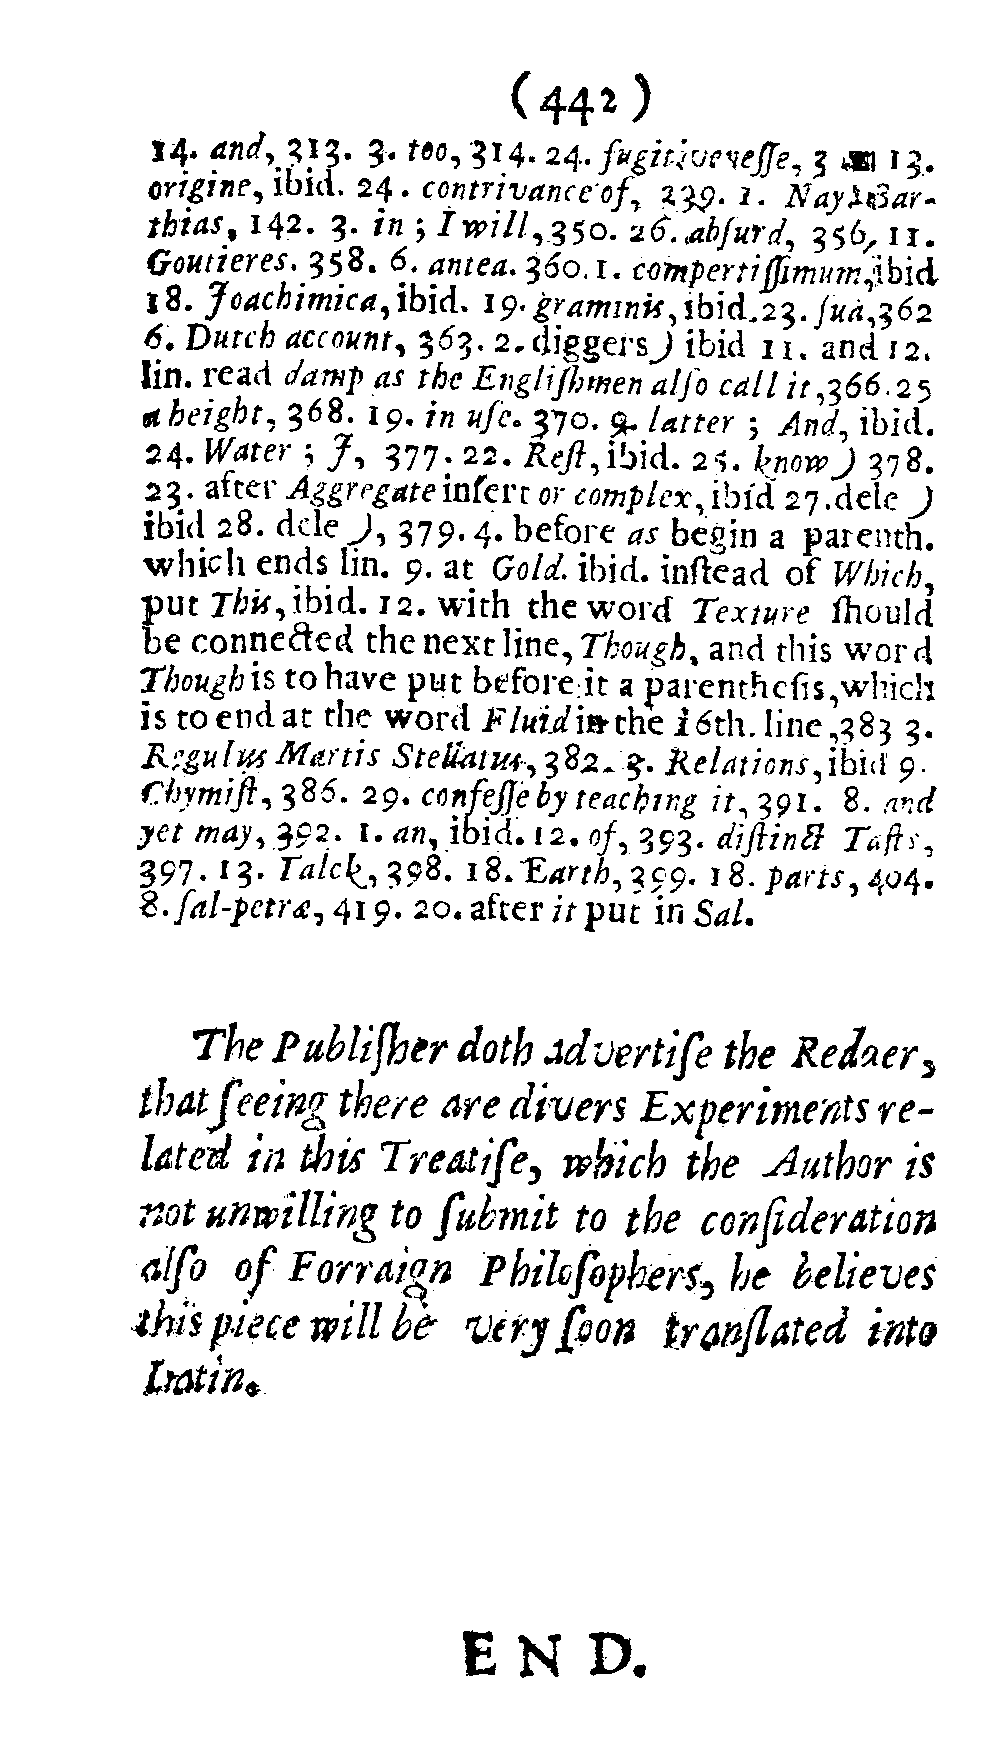 ( 442 )
14. and, 313. 3. too, 314. 24. fugitive ne ſſe, 3 13.
origine, ibid. 24. contrivance of, 339. 1. Nay Bar-
thias, 142. 3. in ; I will, 350. 26. abſurd, 356, 11.
Goutieres. 358. 6. antea. 360. 1. compertiſſimum, ibid
18. Joachimica, ibid. 19. graminis, ibid. 23. ſua, 362
6. Dutch account, 363. 2. diggers) ibid 11. and 12.
lin. read damp as the Engliſhmen alſo call it, 366. 25
a height, 368. 19. in uſe. 370. 9. latter ; And, ibid.
24. Water ; J, 377. 22. Reſt, ibid. 25. know) 378.
23. after Aggregate inſert or complex, ibid 27. dele )
ibid 28. dele ), 379. 4. before as begin a parenth.
which ends lin. 9. at Gold. ibid. inſtead of Which,
put This, ibid. 12. with the word Texture ſhould
be connected the next line, Though, and this word
Though is to have put before it a parentheſis, which
is to end at the word Fluid in the 16th. line, 383 3.
Regulus Martis Stellatus, 382. 3. Relations, ibid 9.
Chymiſt, 386. 29. confeſſe by teaching it, 391. 8. and
yet may, 392. 1. an, ibid. 12. of, 393. diſtinct Taſts,
397. 13. Talck, 398. 18. Earth, 399. 18. parts, 404.
8. ſal-petræ, 419. 20. after it put in Sal.
The Publiſher doth advertiſe the Redaer,
that ſeeing there are divers Experiments re-
lated in this Treatiſe, which the Author is
not unwilling to ſubmit to the conſideration
alſo of Forraign Philoſophers, he believes
this piece will be very ſoon tranſlated into
Latin.
E N D.